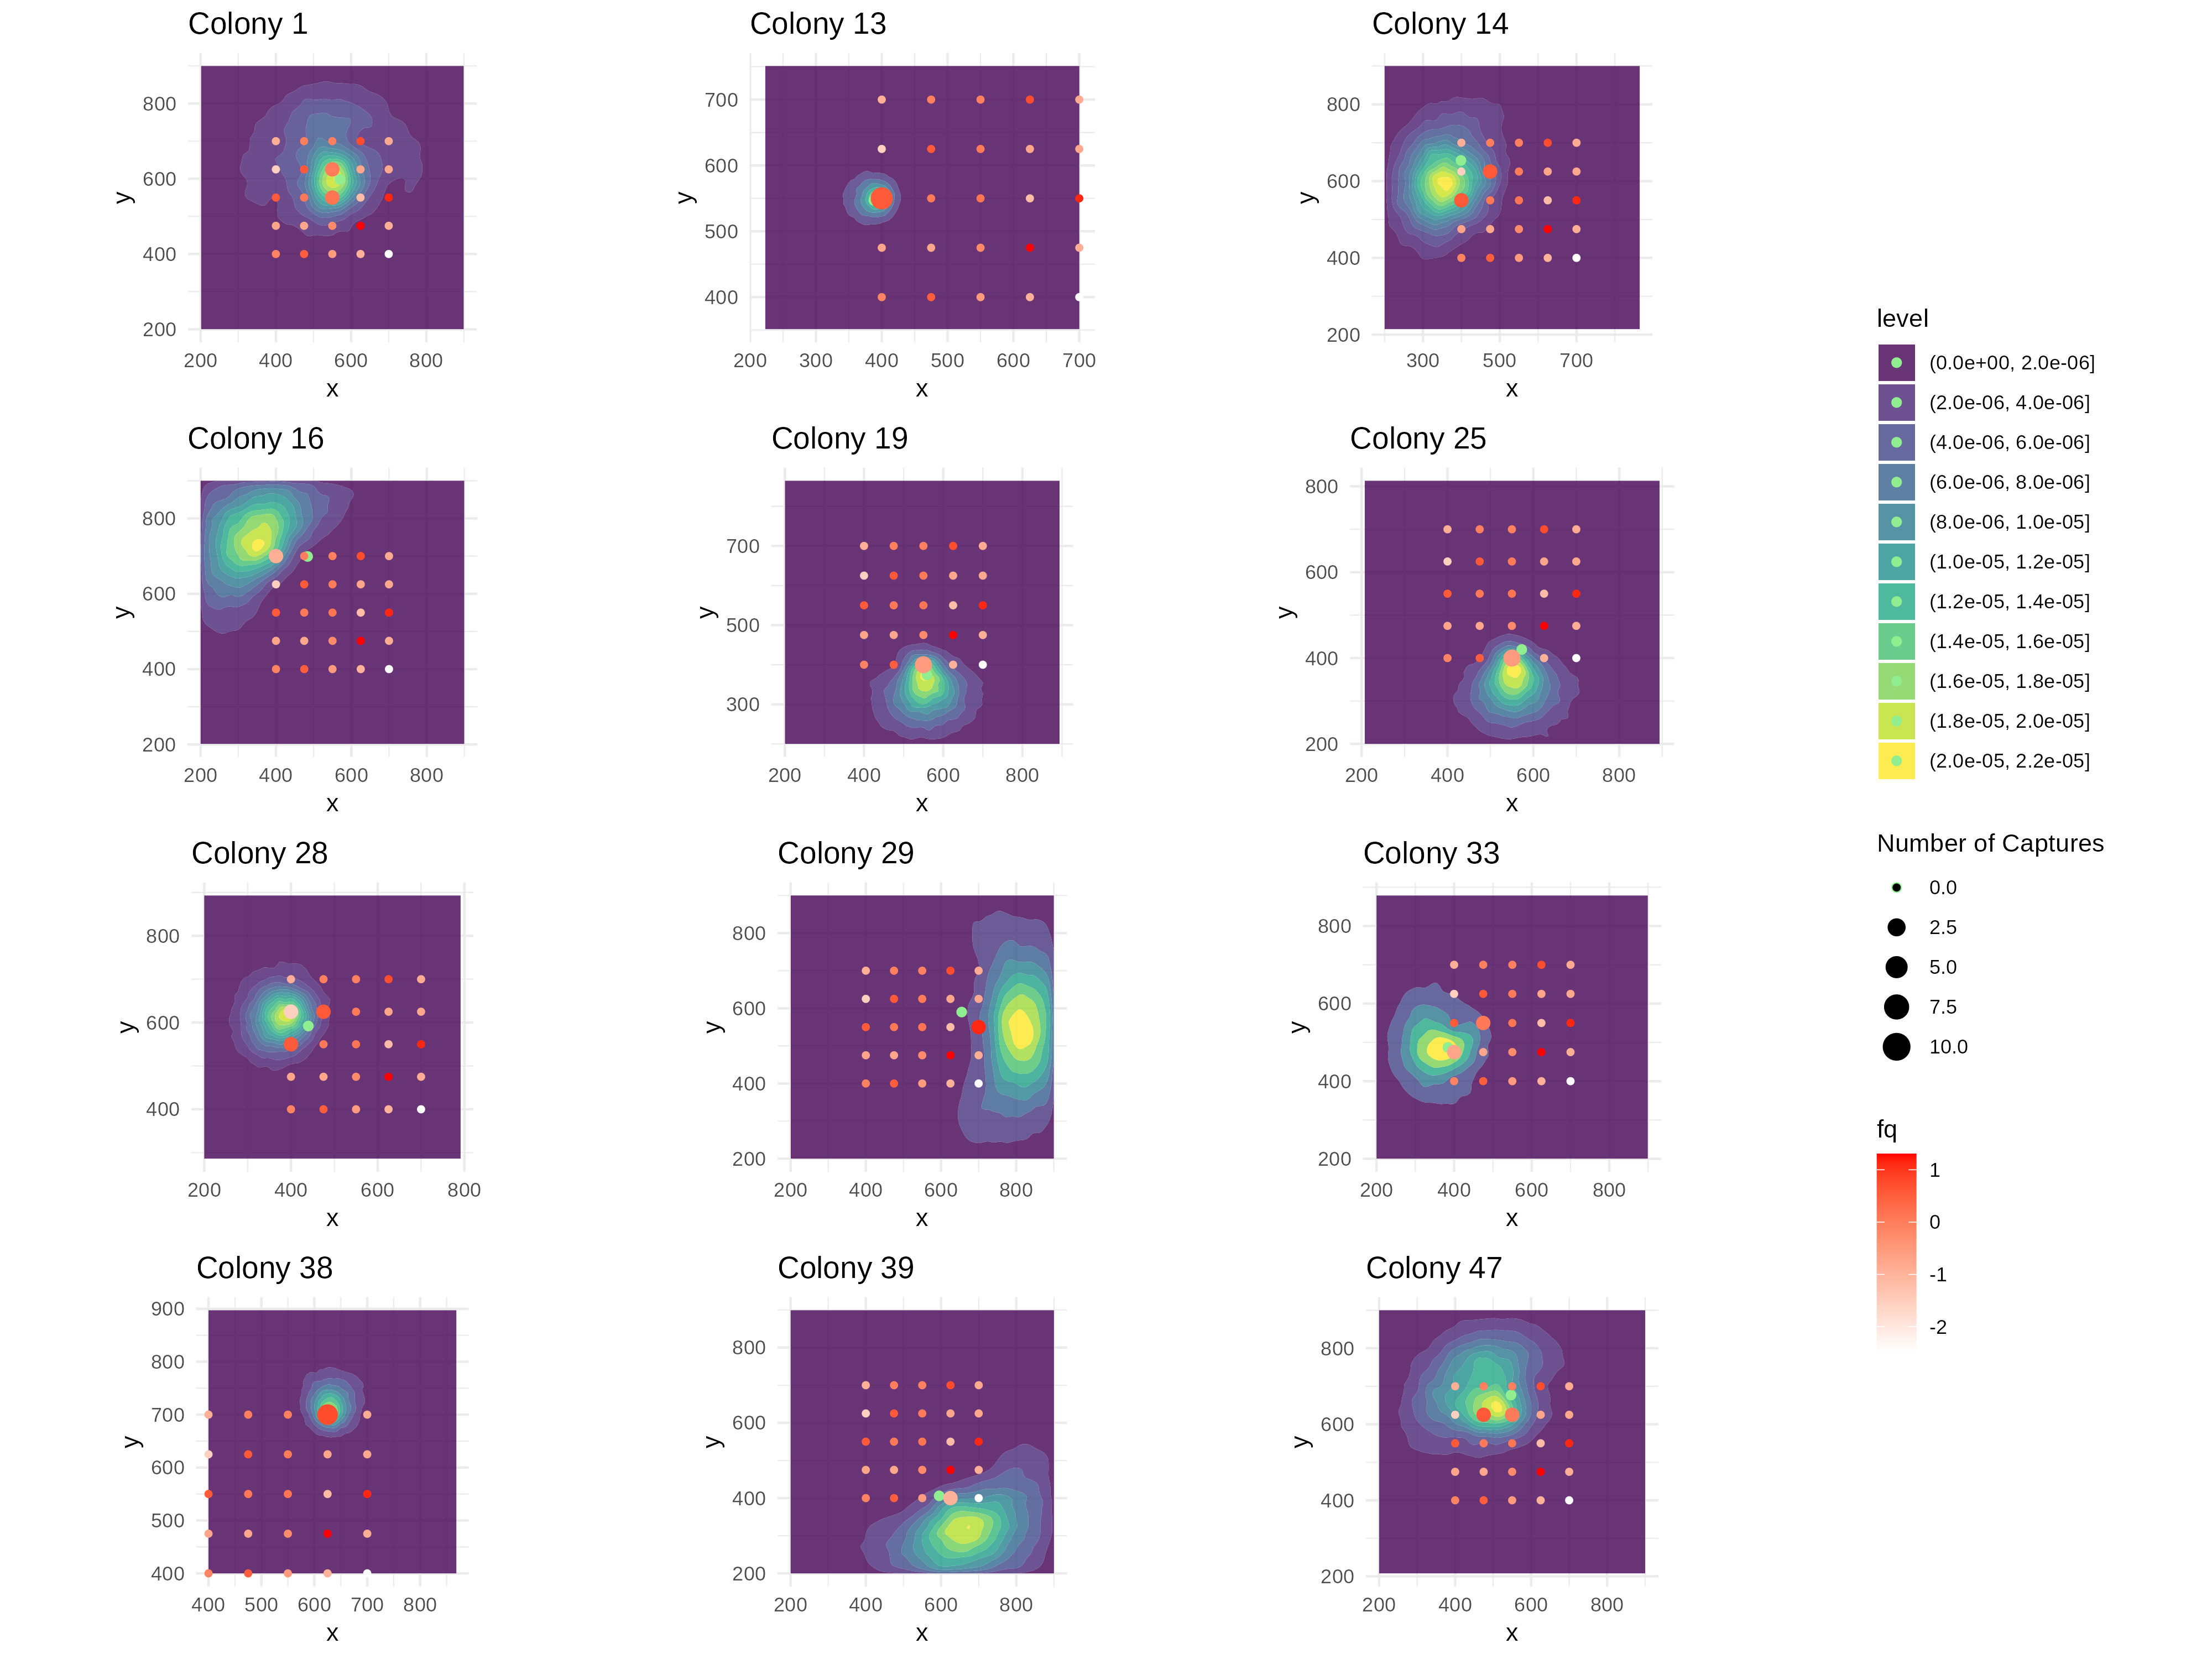 Colony 1
Colony 13
Colony 14
800
600
400
200
y
200 400 600 800
x
700
600
500
400
y
200 300 400 500 600 700
x
800
600
400
200
y
300 500 700
x
Colony 16
Colony 19
Colony 25
800
600
400
200
y
200 400 600 800
x
700
500
300
y
200 400 600 800
x
800
600
400
200
y
200 400 600 800
x
Colony 28
Colony 29
Colony 33
800
600
400
y
200 400 600 800
x
800
600
400
200
y
200 400 600 800
x
800
600
400
200
y
200 400 600 800
x
Colony 38
Colony 39
Colony 47
900
800
700
600
500
400
y
400 500 600 700 800
x
800
600
400
200
y
200 400 600 800
x
800
600
400
200
y
200 400 600 800
x
level
(0.0e+00, 2.0e-06]
(2.0e-06, 4.0e-06]
(4.0e-06, 6.0e-06]
(6.0e-06, 8.0e-06]
(8.0e-06, 1.0e-05]
(1.0e-05, 1.2e-05]
(1.2e-05, 1.4e-05]
(1.4e-05, 1.6e-05]
(1.6e-05, 1.8e-05]
(1.8e-05, 2.0e-05]
(2.0e-05, 2.2e-05]
Number of Captures
0.0
2.5
5.0
7.5
10.0
fq
1
0
-1
-2